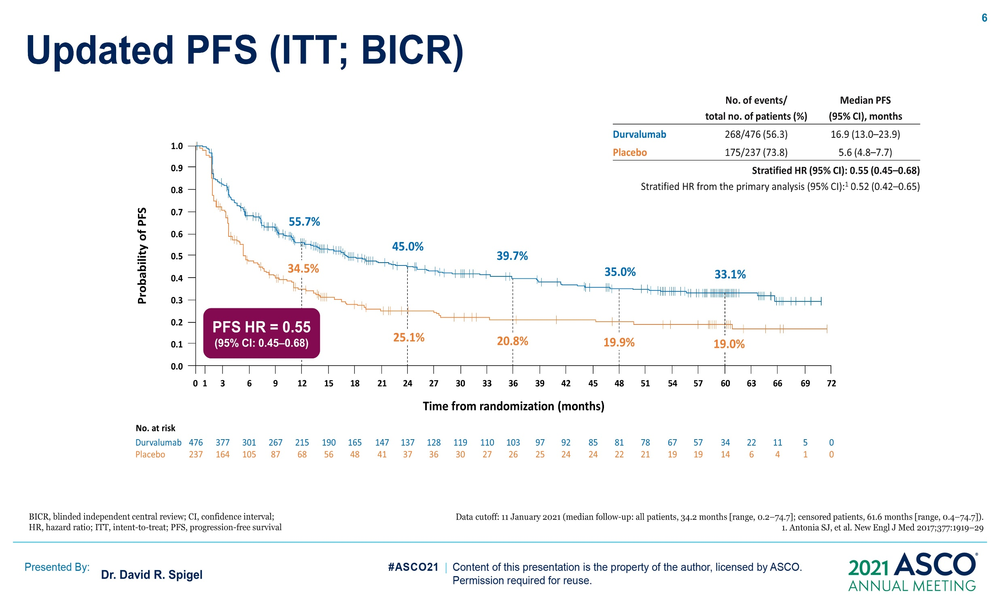 6
Updated PFS (ITT; BICR)
No. of events/ Median PFS
total no. of patients (%) (95% CI), months
Durvalumab 268/476 (56.3) 16.9 (13.0–23.9)
Placebo 175/237 (73.8) 5.6 (4.8–7.7)
Stratified HR (95% CI): 0.55 (0.45–0.68)
Stratified HR from the primary analysis (95% CI):¹ 0.52 (0.42–0.65)
Probability of PFS
1.0
0.9
0.8
0.7
0.6
0.5
0.4
0.3
0.2
0.1
0.0
55.7%
45.0%
39.7%
35.0%
33.1%
34.5%
25.1%
20.8%
19.9%
19.0%
PFS HR = 0.55
(95% CI: 0.45–0.68)
0 1 3 6 9 12 15 18 21 24 27 30 33 36 39 42 45 48 51 54 57 60 63 66 69 72
Time from randomization (months)
No. at risk
Durvalumab 476 377 301 267 215 190 165 147 137 128 119 110 103 97 92 85 81 78 67 57 34 22 11 5 0
Placebo 237 164 105 87 68 56 48 41 37 36 30 27 26 25 24 24 22 21 19 19 14 6 4 1 0
BICR, blinded independent central review; CI, confidence interval;
HR, hazard ratio; ITT, intent-to-treat; PFS, progression-free survival
Data cutoff: 11 January 2021 (median follow-up: all patients, 34.2 months [range, 0.2–74.7]; censored patients, 61.6 months [range, 0.4–74.7]).
1. Antonia SJ, et al. New Engl J Med 2017;377:1919–29
Presented By: Dr. David R. Spigel
#ASCO21 | Content of this presentation is the property of the author, licensed by ASCO.
Permission required for reuse.
2021 ASCO®
ANNUAL MEETING